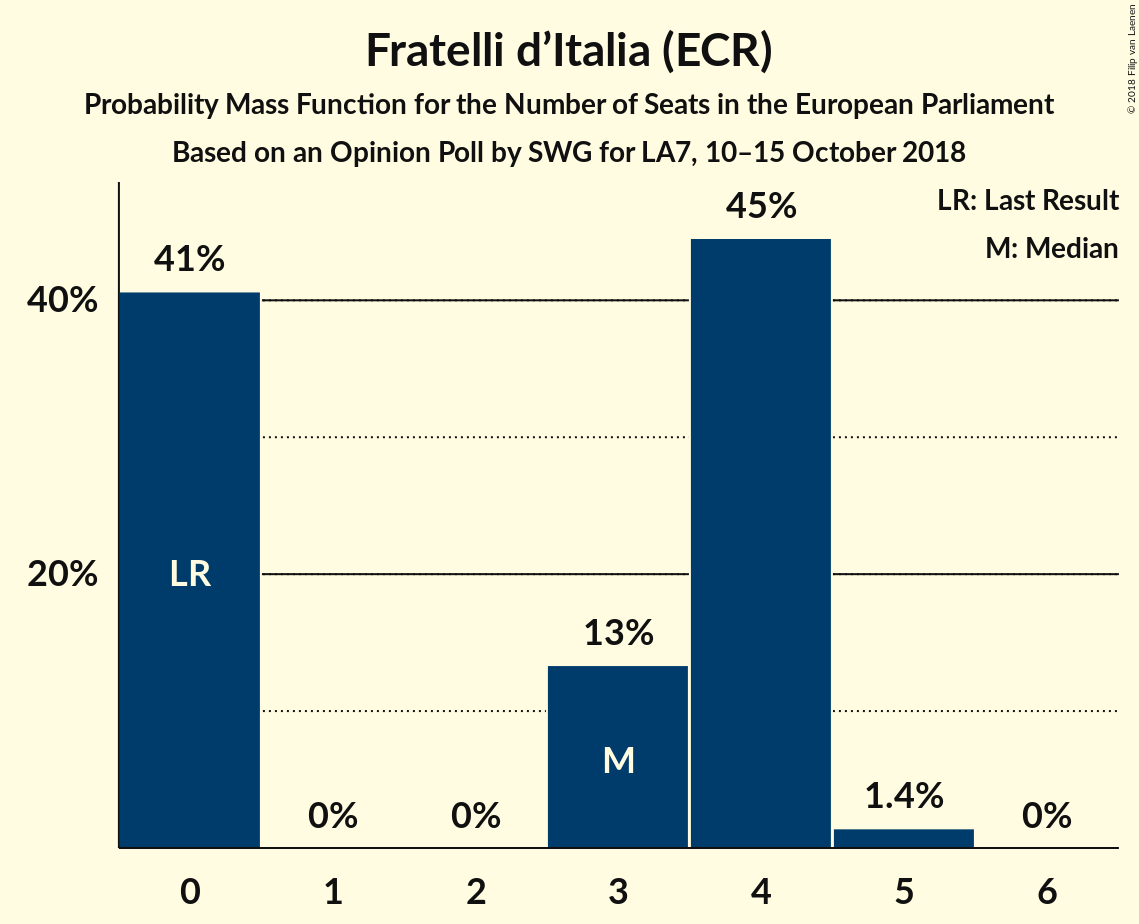 Fratelli d’Italia (ECR)
Probability Mass Function for the Number of Seats in the European Parliament
Based on an Opinion Poll by SWG for LA7, 10–15 October 2018
© 2018 Filip van Laenen
LR: Last Result
M: Median
45%
41%
40%
20%
LR
13%
M
1.4%
0%
0%
0%
0
1
2
3
4
5
6